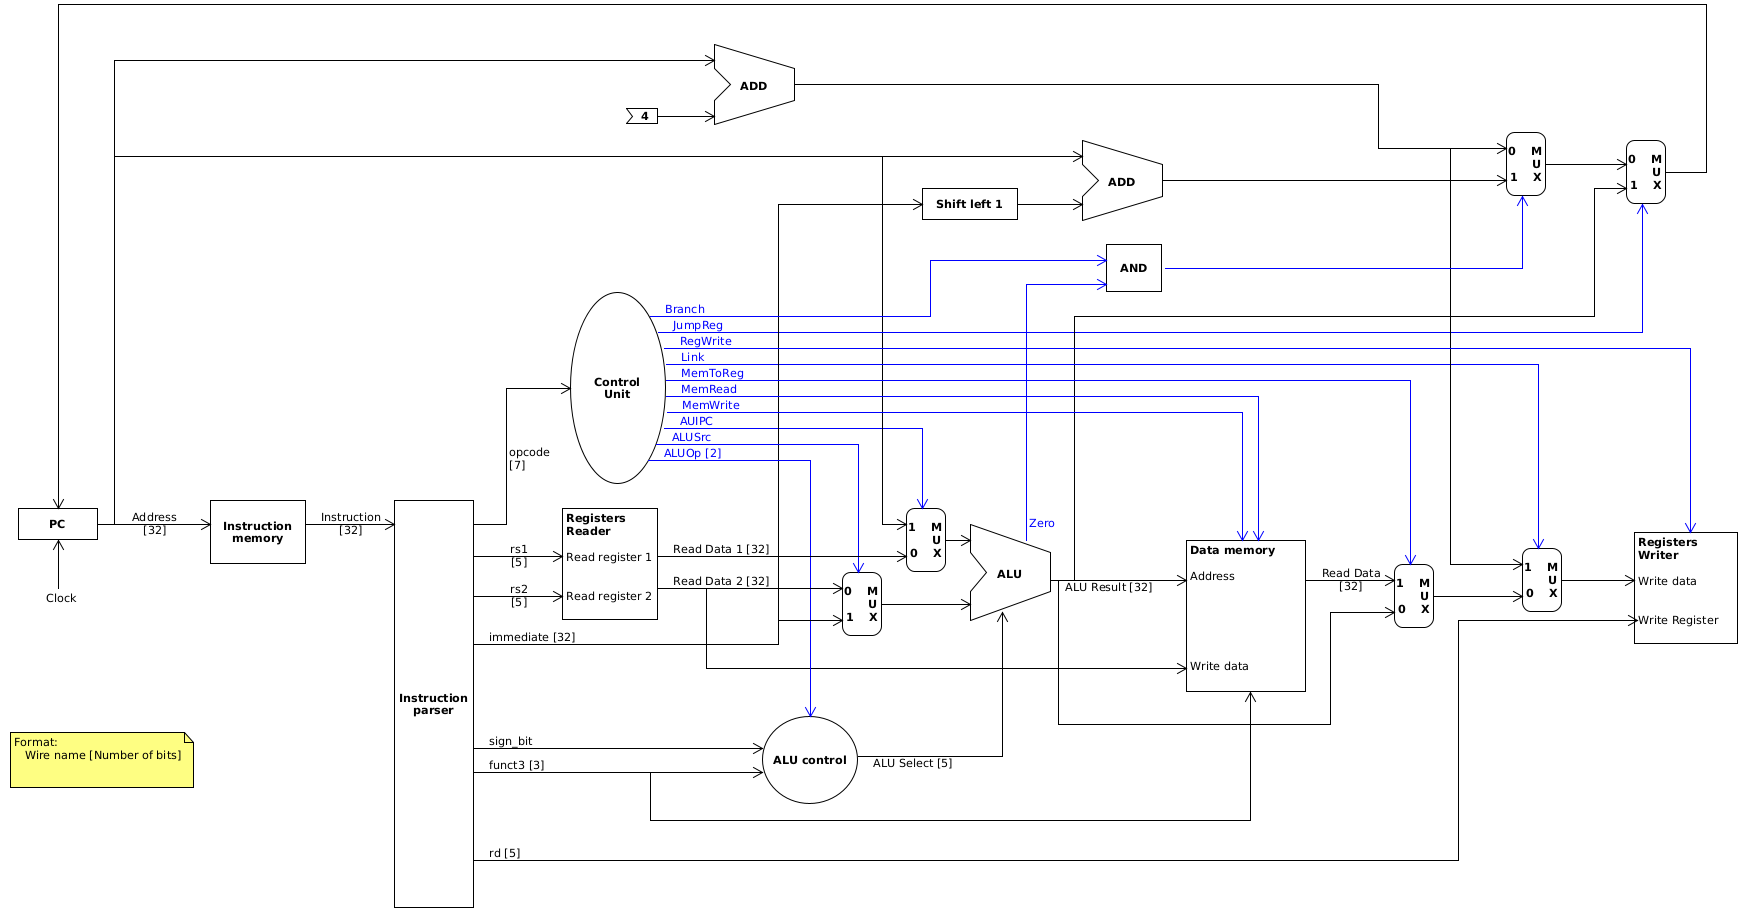 ADD
4
0 M
U
1 X
0 M
U
1 X
ADD
Shift left 1
AND
Branch
JumpReg
RegWrite
Link
MemToReg
MemRead
MemWrite
AUIPC
ALUSrc
ALUOp [2]
Control
Unit
opcode
[7]
PC
Address
[32]
Instruction
memory
Instruction
[32]
Clock
Registers
Reader
Read register 1
Read register 2
rs1
[5]
rs2
[5]
Read Data 1 [32]
Read Data 2 [32]
immediate [32]
1 M
U
0 X
0 M
U
1 X
Zero
ALU
ALU Result [32]
Data memory
Address
Write data
Read Data
[32]
1 M
U
0 X
1 M
U
0 X
Registers
Writer
Write data
Write Register
Instruction
parser
sign_bit
funct3 [3]
ALU control
ALU Select [5]
rd [5]
Format:
Wire name [Number of bits]